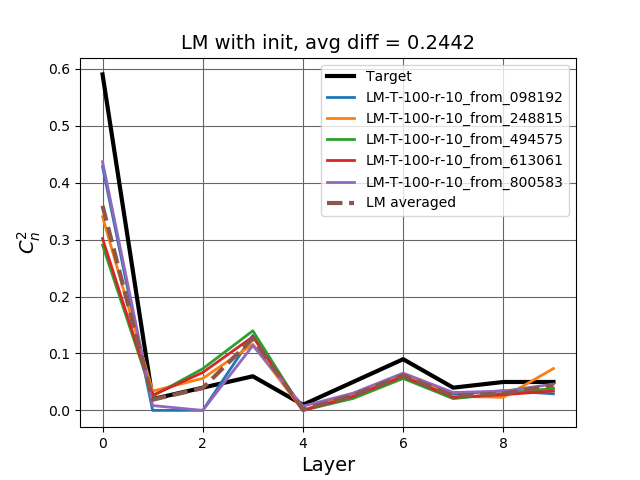 LM with init, avg diff = 0.2442
Target
LM-T-100-r-10_from_098192
LM-T-100-r-10_from_248815
LM-T-100-r-10_from_494575
LM-T-100-r-10_from_613061
LM-T-100-r-10_from_800583
LM averaged
0.6
0.5
0.4
0.3
0.2
0.1
0.0
$C_n^2$
0 2 4 6 8
Layer